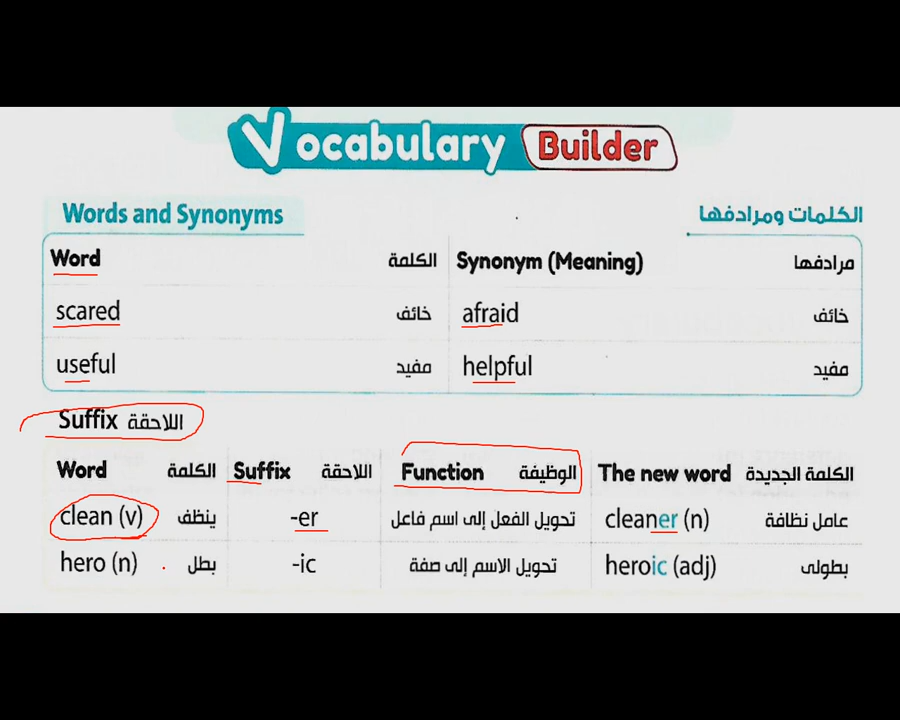 Vocabulary Builder
Words and Synonyms الكلمات ومرادفها
Word الكلمة Synonym (Meaning) مرادفها
scared خائف afraid خائف
useful مفيد helpful مفيد
Suffix اللاحقة
Word الكلمة Suffix اللاحقة Function الوظيفة The new word الكلمة الجديدة
clean (v) ينظف -er تحويل الفعل إلى اسم فاعل cleaner (n) عامل نظافة
hero (n) بطل -ic تحويل الاسم إلى صفة heroic (adj) بطولى